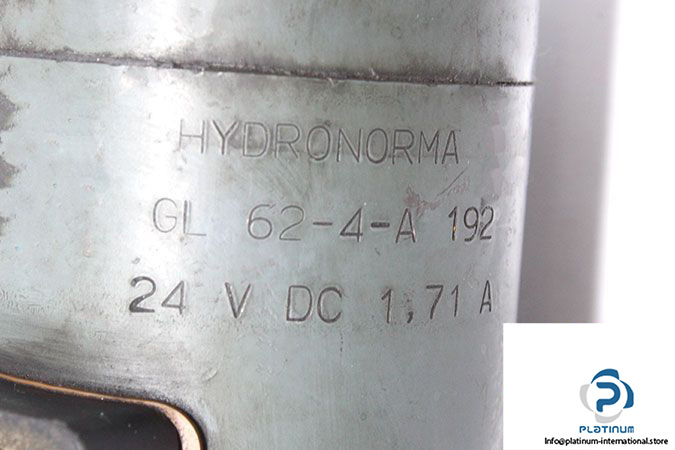 HYDRONORMA
GL 62-4-A 192
24 V DC 1,71 A
PLATINUM
Info@platinum-international.store